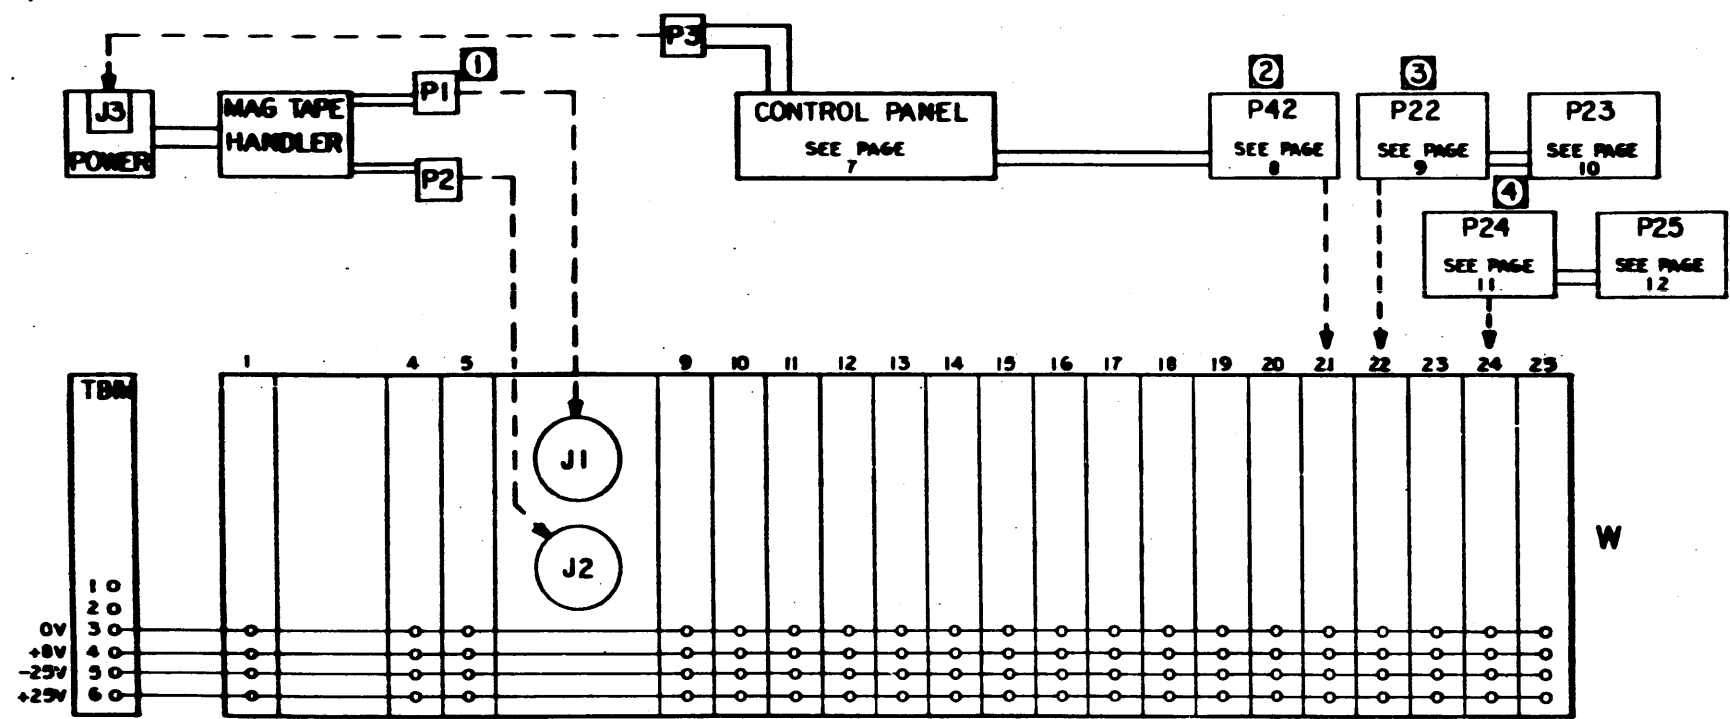 P3
1
2
3
J3
POWER
MAG TAPE
HANDLER
P1
P2
CONTROL PANEL
SEE PAGE
7
P42
SEE PAGE
8
P22
SEE PAGE
9
P23
SEE PAGE
10
4
P24
SEE PAGE
11
P25
SEE PAGE
12
1 4 5 9 10 11 12 13 14 15 16 17 18 19 20 21 22 23 24 25
TBM
J1
J2
W
1
2
0V 3
+8V 4
-25V 5
+25V 6